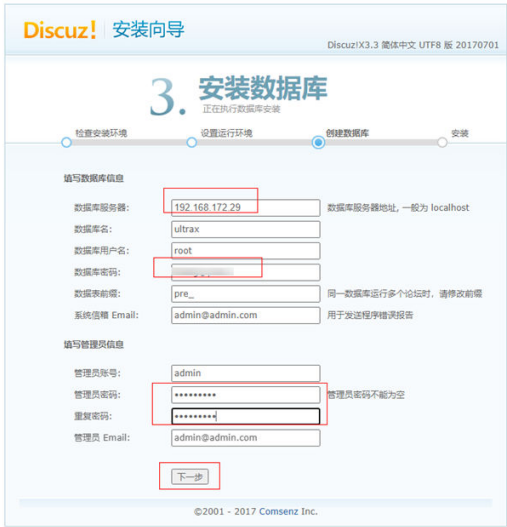 Discuz! 安装向导
Discuz!X3.3 简体中文 UTF8 版 20170701
3. 安装数据库
正在执行数据库安装
检查安装环境 设置运行环境 创建数据库 安装
填写数据库信息
数据库服务器: 192.168.172.29 数据库服务器地址, 一般为 localhost
数据库名: ultrax
数据库用户名: root
数据库密码:
数据表前缀: pre_ 同一数据库运行多个论坛时，请修改前缀
系统信箱 Email: admin@admin.com 用于发送程序错误报告
填写管理员信息
管理员账号: admin
管理员密码: ••••••••• 管理员密码不能为空
重复密码: •••••••••
管理员 Email: admin@admin.com
下一步
©2001 - 2017 Comsenz Inc.